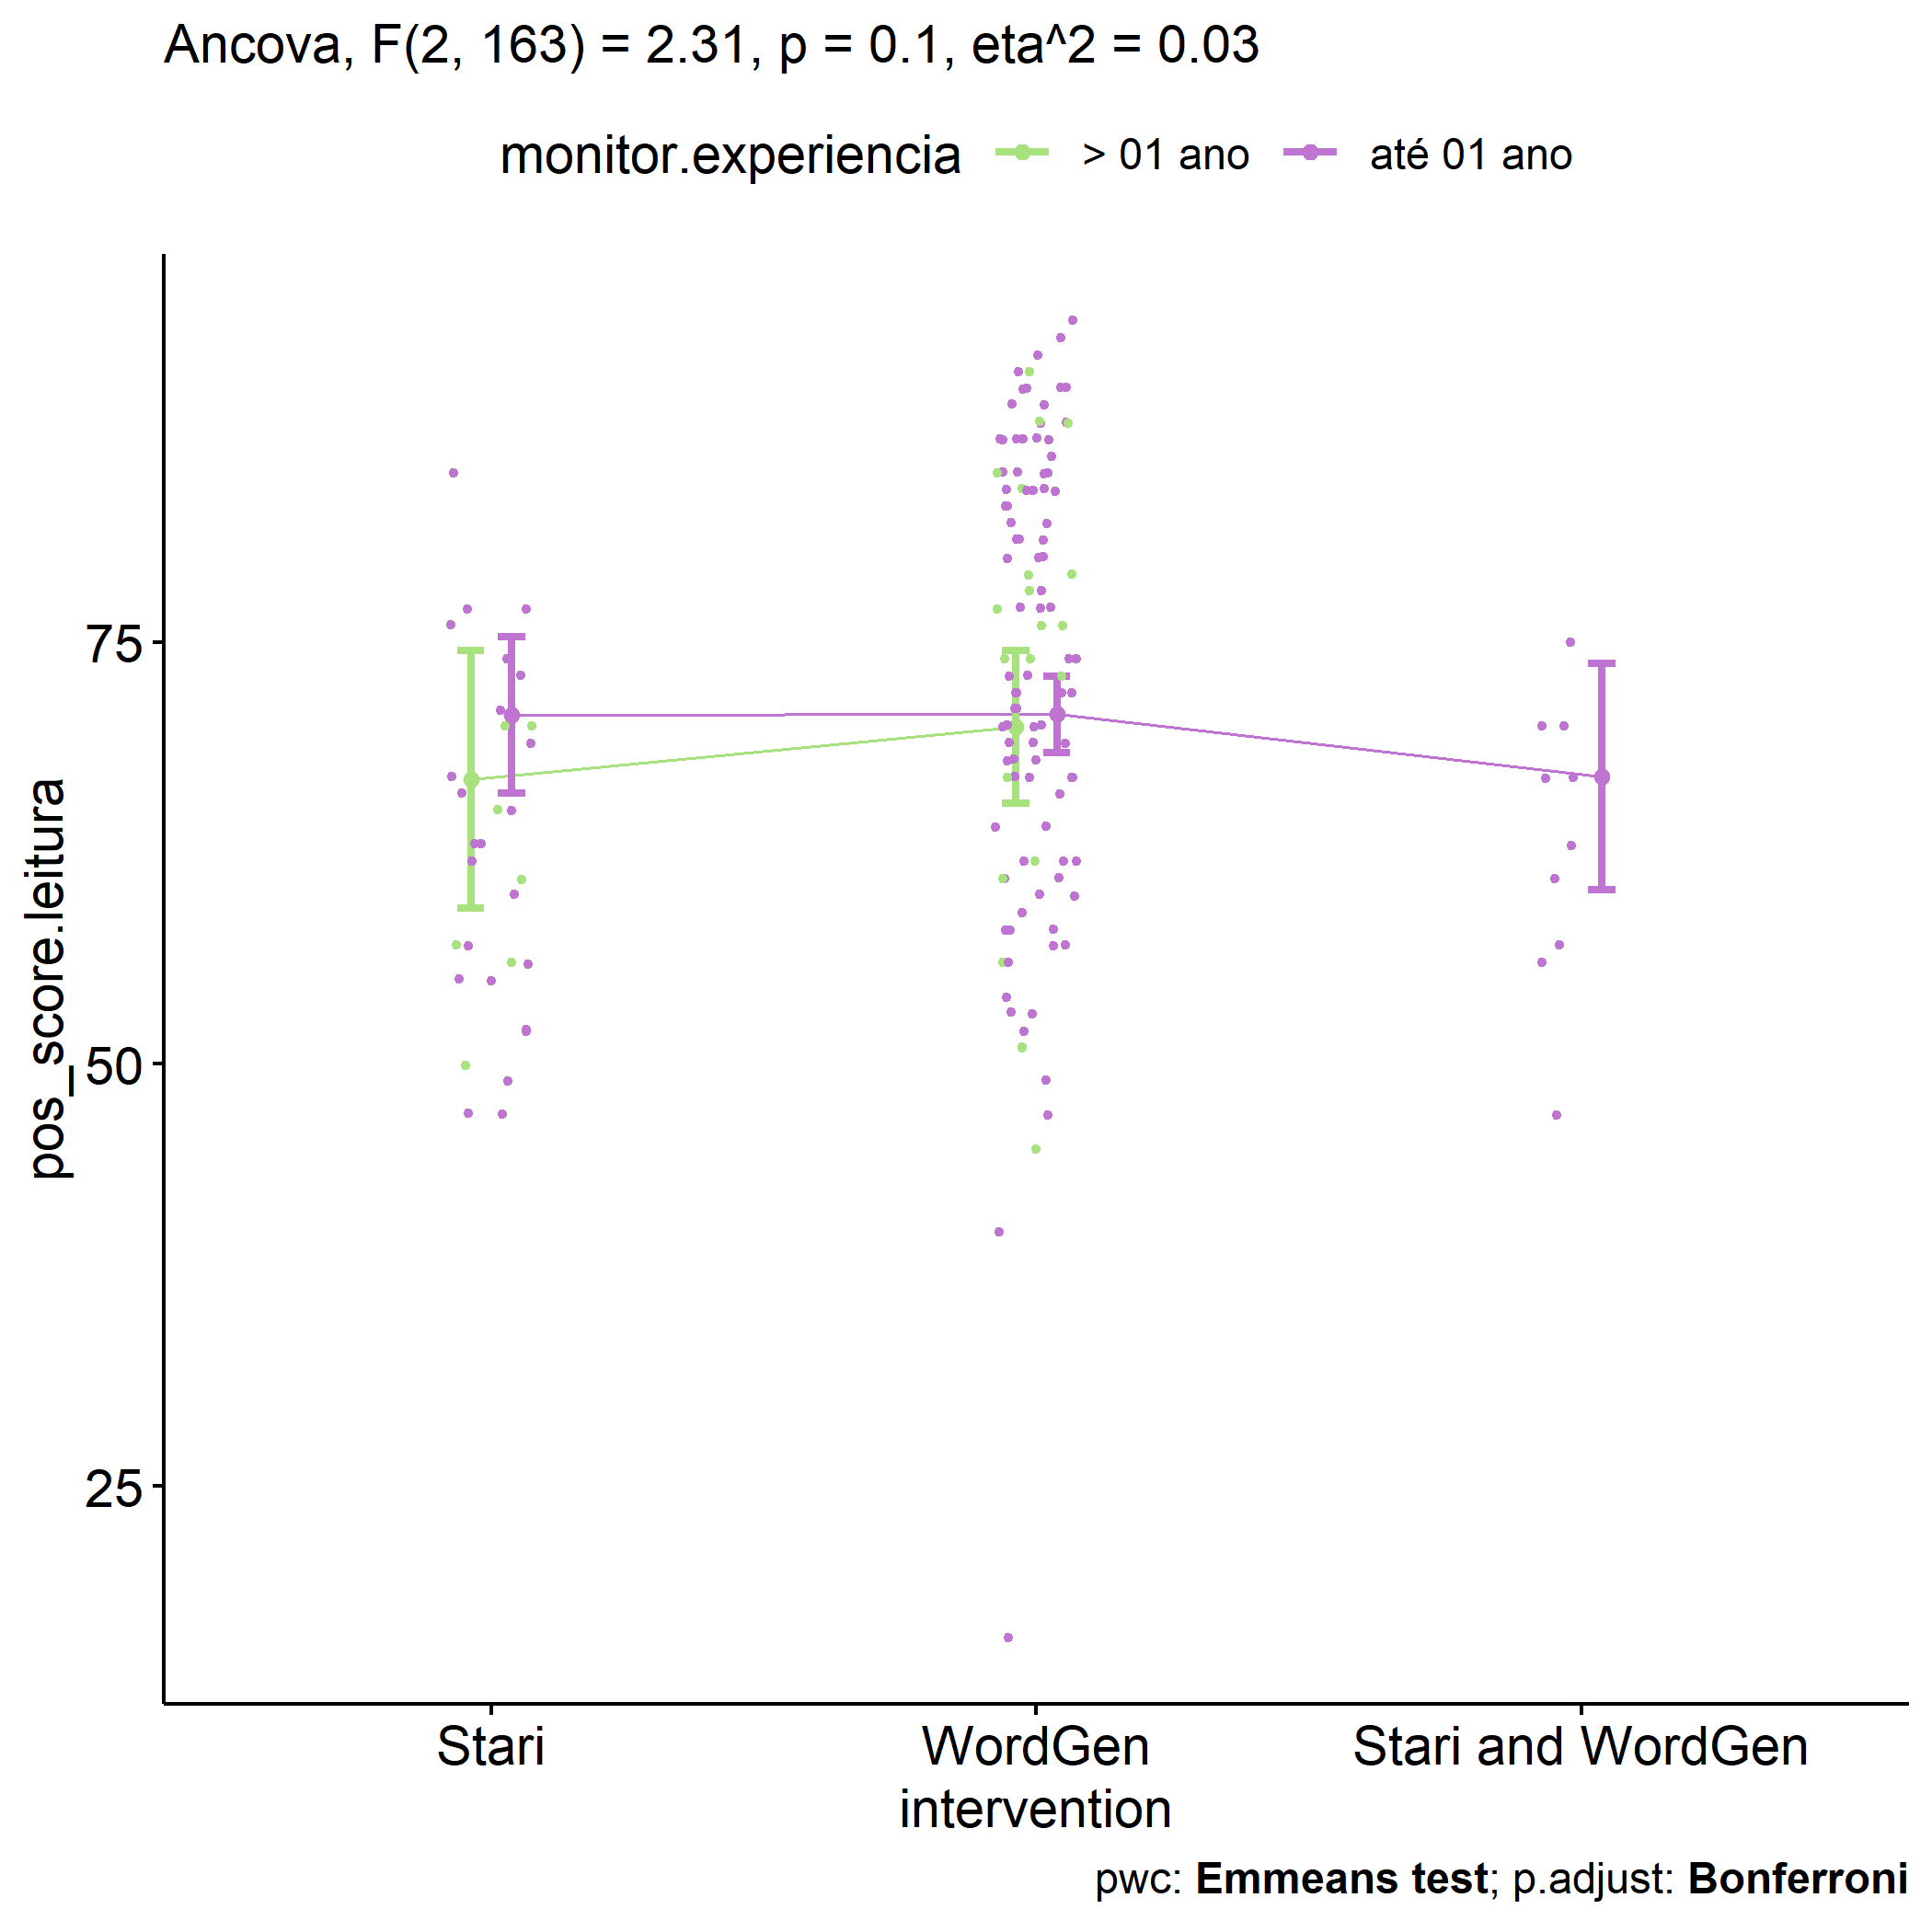 Ancova, F(2, 163) = 2.31, p = 0.1, eta^2 = 0.03
monitor.experiencia > 01 ano até 01 ano
pos_score.leitura
75
50
25
Stari WordGen Stari and WordGen
intervention
pwc: Emmeans test; p.adjust: Bonferroni